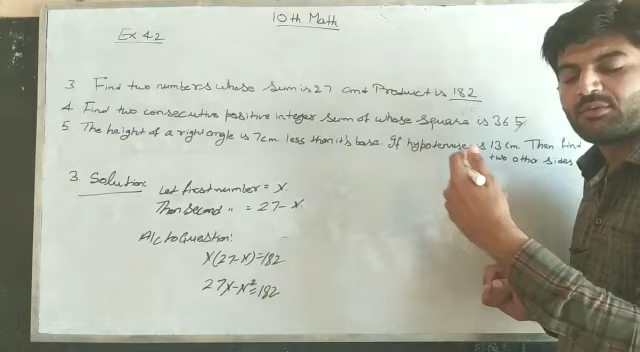 10th Math
Ex 4.2
3. Find two numbers whose sum is 27 and Product is 182
4. Find two consecutive positive integer sum of whose square is 365
5. The height of a right angle is 7cm less than it's base. If hypotenuse is 13 cm. Then find
two other sides
3. Solution: Let frost number = x.
Then second " = 27 - x
A/c to Question:
x(27-x)=182
27x-x²=182